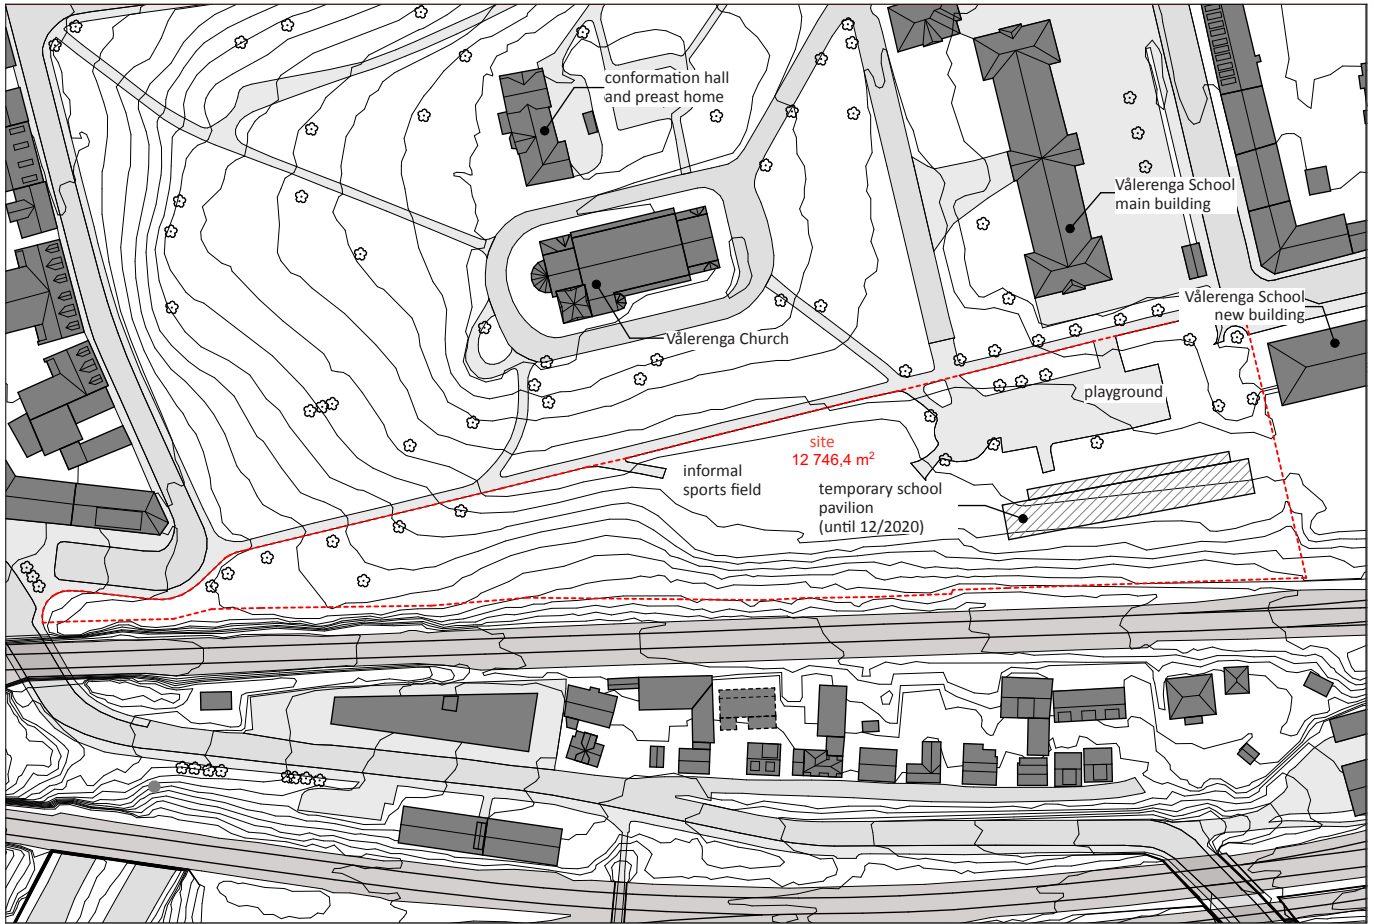 conformation hall
and preast home
Vålerenga School
main building
Vålerenga School
new building
Vålerenga Church
playground
site
12 746,4 m²
informal
sports field
temporary school
pavilion
(until 12/2020)